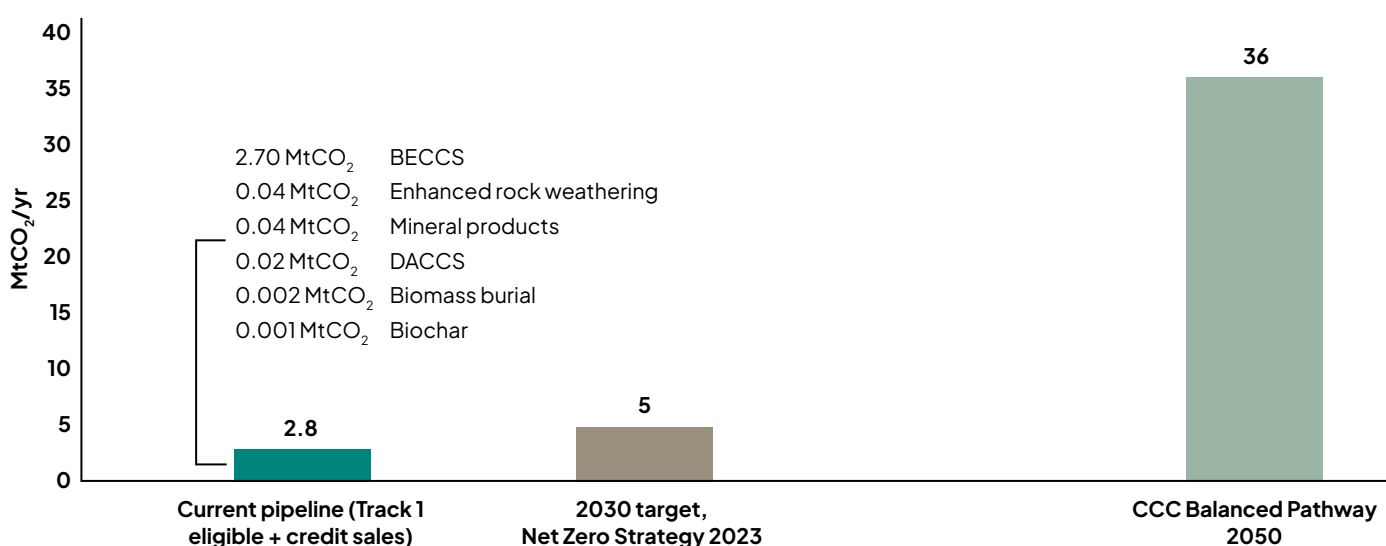 40
35
30
25
20
15
10
5
0
MtCO₂/yr
2.70 MtCO₂ BECCS
0.04 MtCO₂ Enhanced rock weathering
0.04 MtCO₂ Mineral products
0.02 MtCO₂ DACCS
0.002 MtCO₂ Biomass burial
0.001 MtCO₂ Biochar
2.8
5
36
Current pipeline (Track 1
eligible + credit sales)
2030 target,
Net Zero Strategy 2023
CCC Balanced Pathway
2050